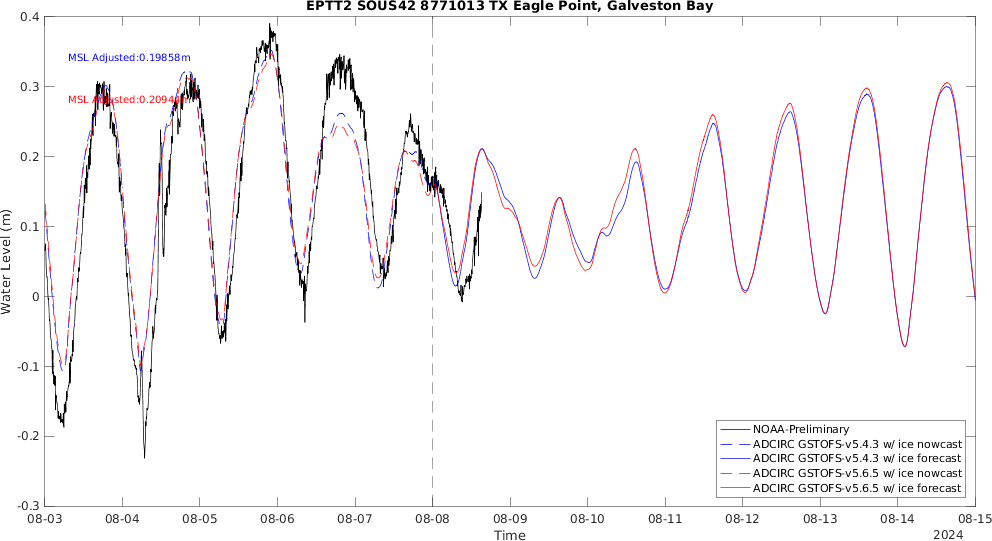 EPTT2 SOUS42 8771013 TX Eagle Point, Galveston Bay
0.4
0.3
0.2
0.1
0
-0.1
-0.2
-0.3
Water Level (m)
MSL Adjusted:0.19858m
MSL Adjusted:0.2094
NOAA-Preliminary
ADCIRC GSTOFS-v5.4.3 w/ ice nowcast
ADCIRC GSTOFS-v5.4.3 w/ ice forecast
ADCIRC GSTOFS-v5.6.5 w/ ice nowcast
ADCIRC GSTOFS-v5.6.5 w/ ice forecast
08-03 08-04 08-05 08-06 08-07 08-08 08-09 08-10 08-11 08-12 08-13 08-14 08-15
Time
2024